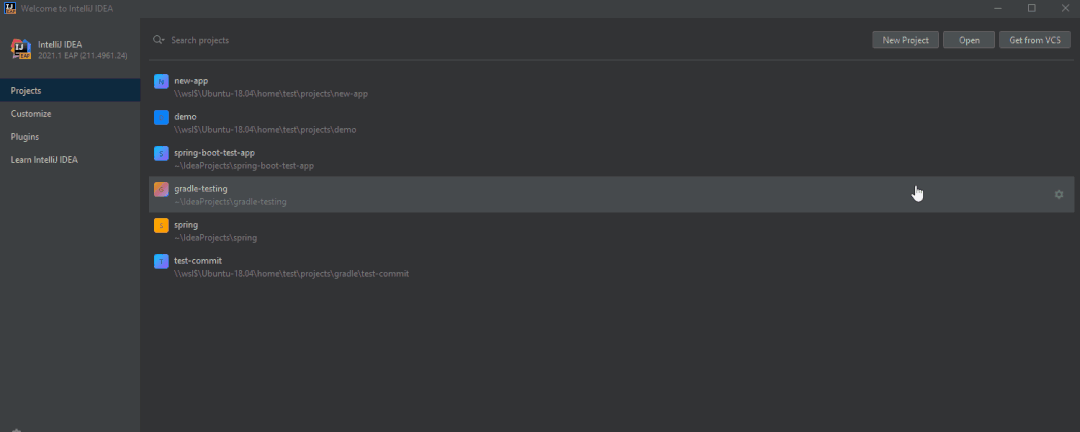 Welcome to IntelliJ IDEA
IntelliJ IDEA
2021.1 EAP (211.4961.24)
Projects
Customize
Plugins
Learn IntelliJ IDEA
Search projects
New Project
Open
Get from VCS
new-app
\\wsl$\Ubuntu-18.04\home\test\projects\new-app
demo
\\wsl$\Ubuntu-18.04\home\test\projects\demo
spring-boot-test-app
~\IdeaProjects\spring-boot-test-app
gradle-testing
~\IdeaProjects\gradle-testing
spring
~\IdeaProjects\spring
test-commit
\\wsl$\Ubuntu-18.04\home\test\projects\gradle\test-commit